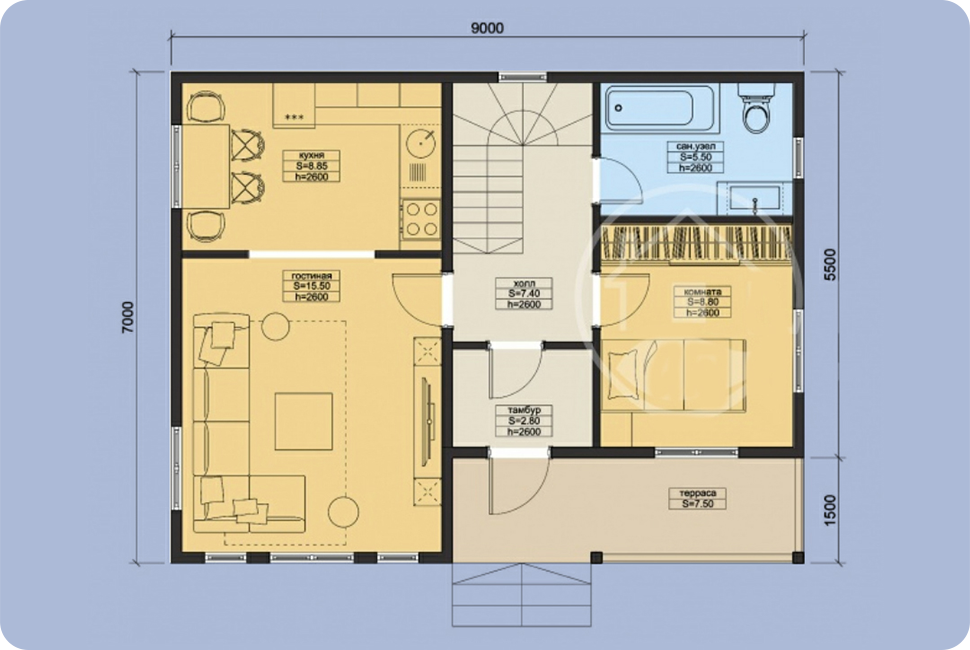 9000
кухня
S=8.85
h=2600
сан.узел
S=5.50
h=2600
гостиная
S=15.50
h=2600
холл
S=7.40
h=2600
комната
S=8.80
h=2600
7000
5500
тамбур
S=2.80
h=2600
терраса
S=7.50
1500